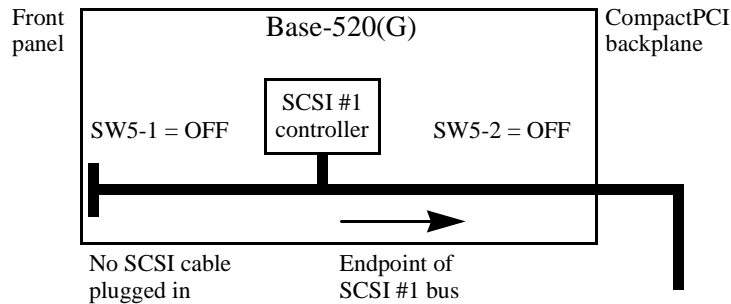 Front
panel
Base-520(G)
CompactPCI
backplane
SCSI #1
controller
SW5-1 = OFF
SW5-2 = OFF
No SCSI cable
plugged in
Endpoint of
SCSI #1 bus